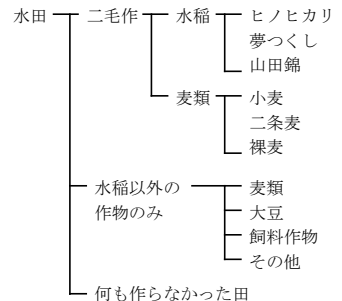 水田 二毛作 水稲 ヒノヒカリ
夢つくし
山田錦
麦類 小麦
二条麦
裸麦
水稲以外の 麦類
作物のみ 大豆
飼料作物
その他
何も作らなかった田